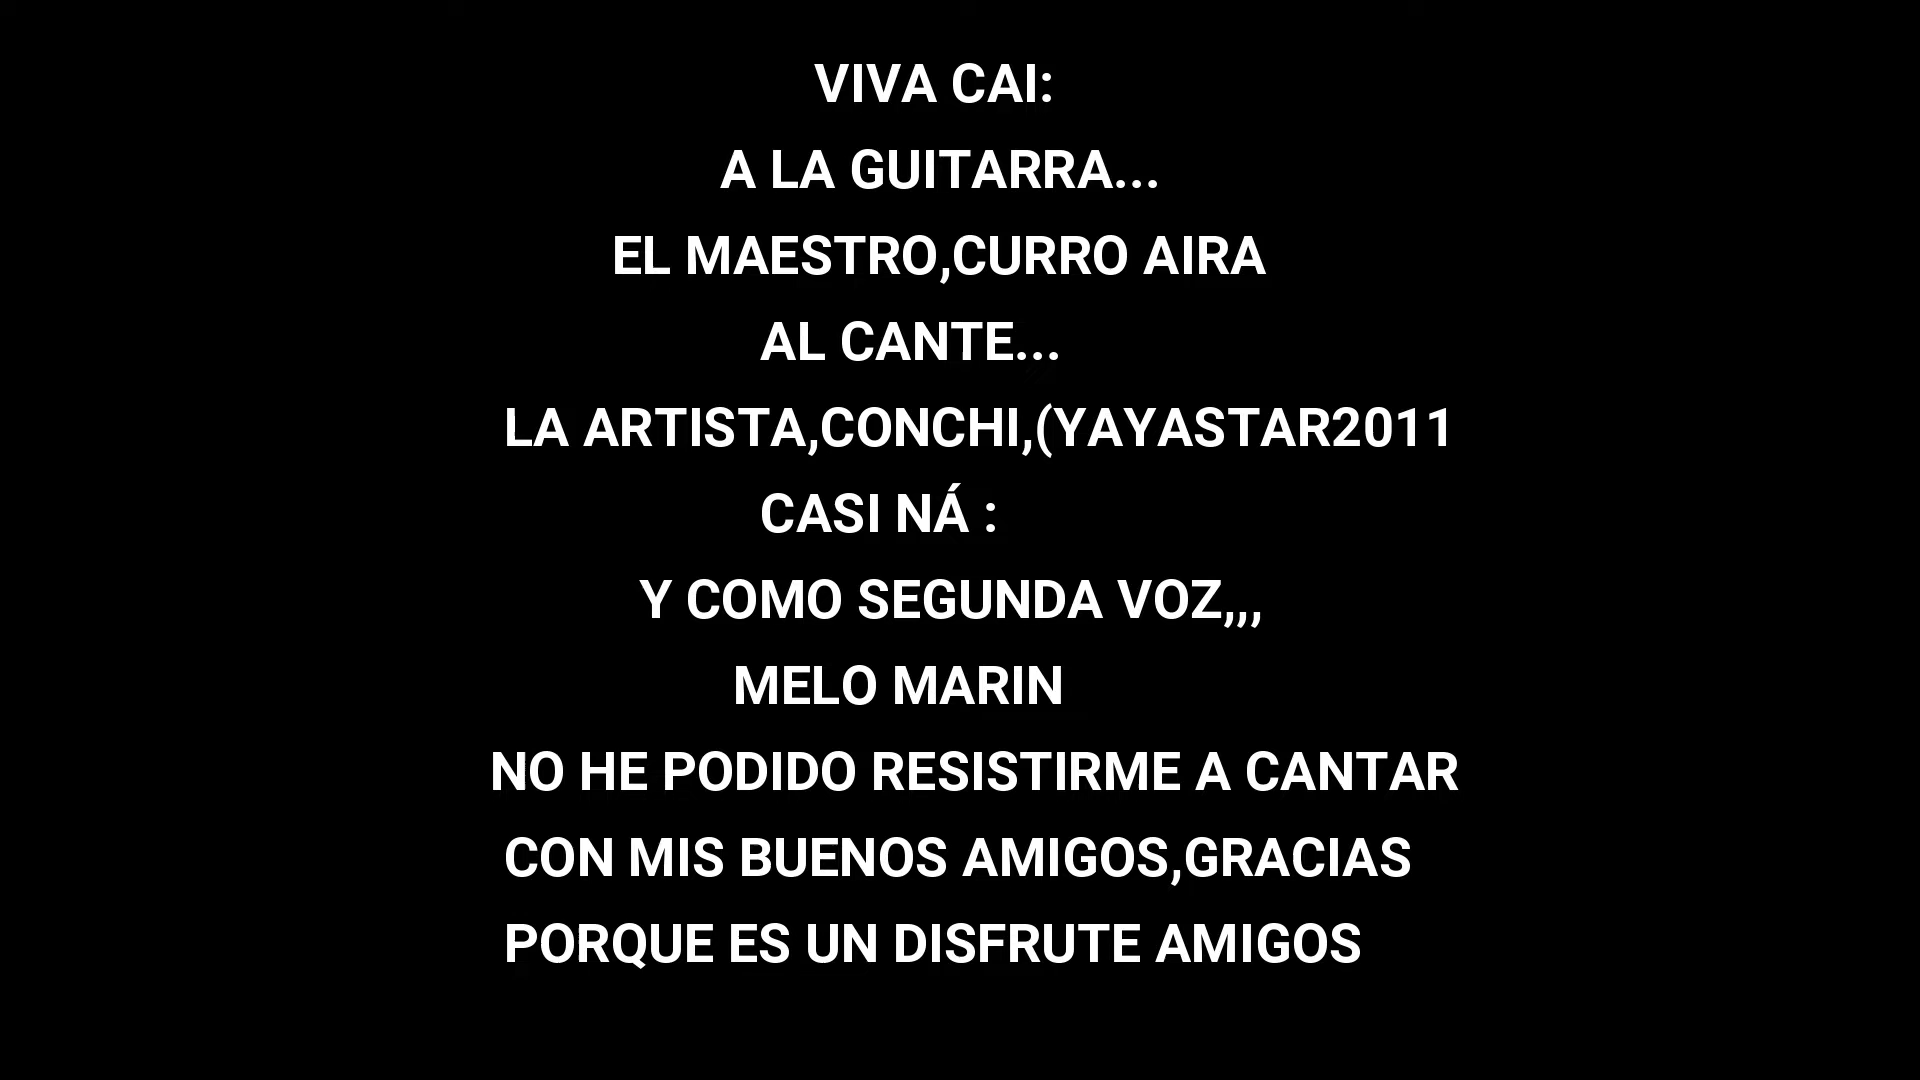 VIVA CAI:
A LA GUITARRA...
EL MAESTRO,CURRO AIRA
AL CANTE...
LA ARTISTA,CONCHI,(YAYASTAR2011
CASI NÁ :
Y COMO SEGUNDA VOZ,,,
MELO MARIN
NO HE PODIDO RESISTIRME A CANTAR
CON MIS BUENOS AMIGOS,GRACIAS
PORQUE ES UN DISFRUTE AMIGOS